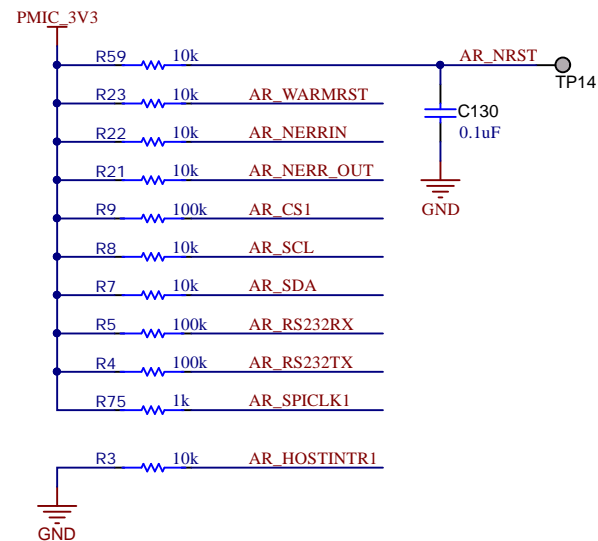 PMIC_3V3
R59 10k AR_NRST
TP14
R23 10k AR_WARMRST
C130
R22 10k AR_NERRIN
0.1uF
R21 10k AR_NERR_OUT
R9 100k AR_CS1
GND
R8 10k AR_SCL
R7 10k AR_SDA
R5 100k AR_RS232RX
R4 100k AR_RS232TX
R75 1k AR_SPICLK1
R3 10k AR_HOSTINTR1
GND